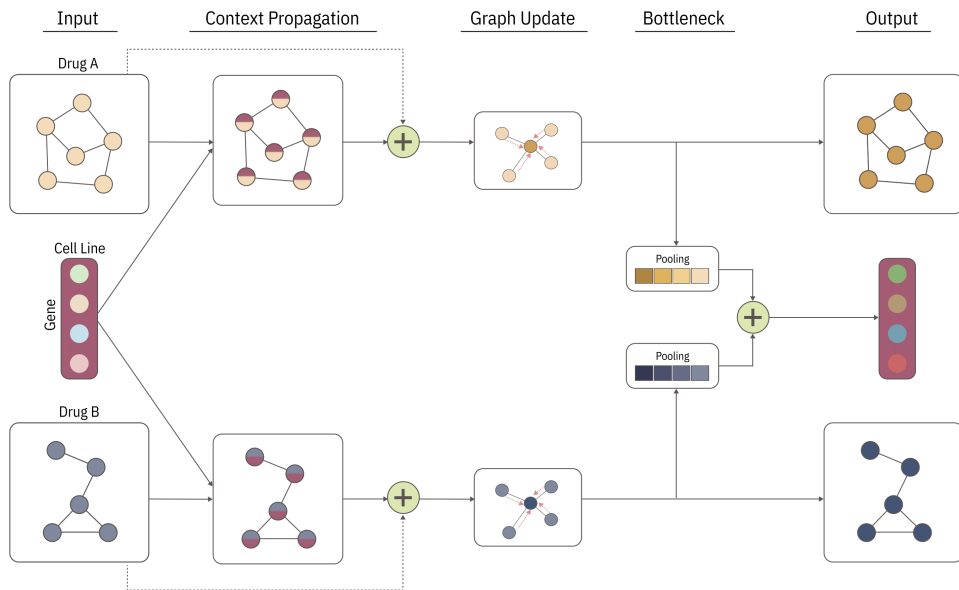 Input
Context Propagation
Graph Update
Bottleneck
Output
Drug A
Cell Line
Gene
Pooling
Pooling
Drug B